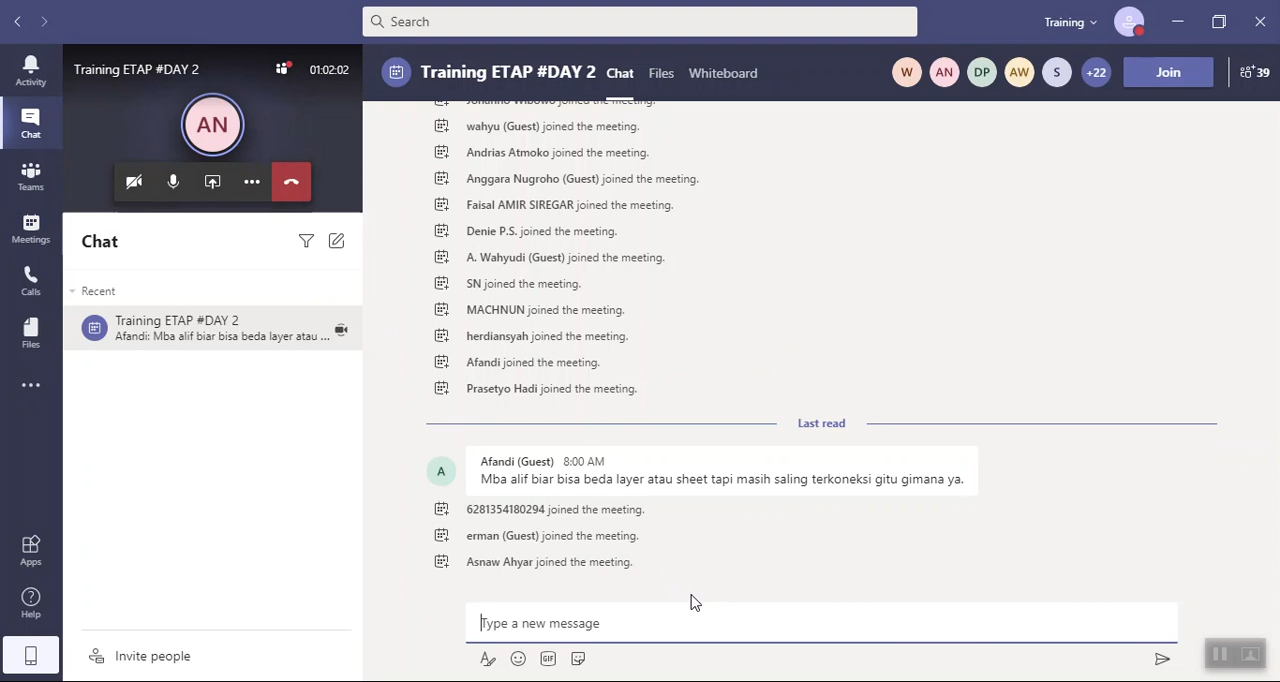 Search
Training
Activity
Chat
Teams
Meetings
Calls
Files
Apps
Help
Training ETAP #DAY 2
01:02:02
AN
Chat
Recent
Training ETAP #DAY 2
Afandi: Mba alif biar bisa beda layer atau ...
Invite people
Training ETAP #DAY 2
Chat
Files
Whiteboard
W
AN
DP
AW
S
+22
Join
39
Johanno Wibowo joined the meeting.
wahyu (Guest) joined the meeting.
Andrias Atmoko joined the meeting.
Anggara Nugroho (Guest) joined the meeting.
Faisal AMIR SIREGAR joined the meeting.
Denie P.S. joined the meeting.
A. Wahyudi (Guest) joined the meeting.
SN joined the meeting.
MACHNUN joined the meeting.
herdiansyah joined the meeting.
Afandi joined the meeting.
Prasetyo Hadi joined the meeting.
Last read
A
Afandi (Guest) 8:00 AM
Mba alif biar bisa beda layer atau sheet tapi masih saling terkoneksi gitu gimana ya.
6281354180294 joined the meeting.
erman (Guest) joined the meeting.
Asnaw Ahyar joined the meeting.
Type a new message
GIF